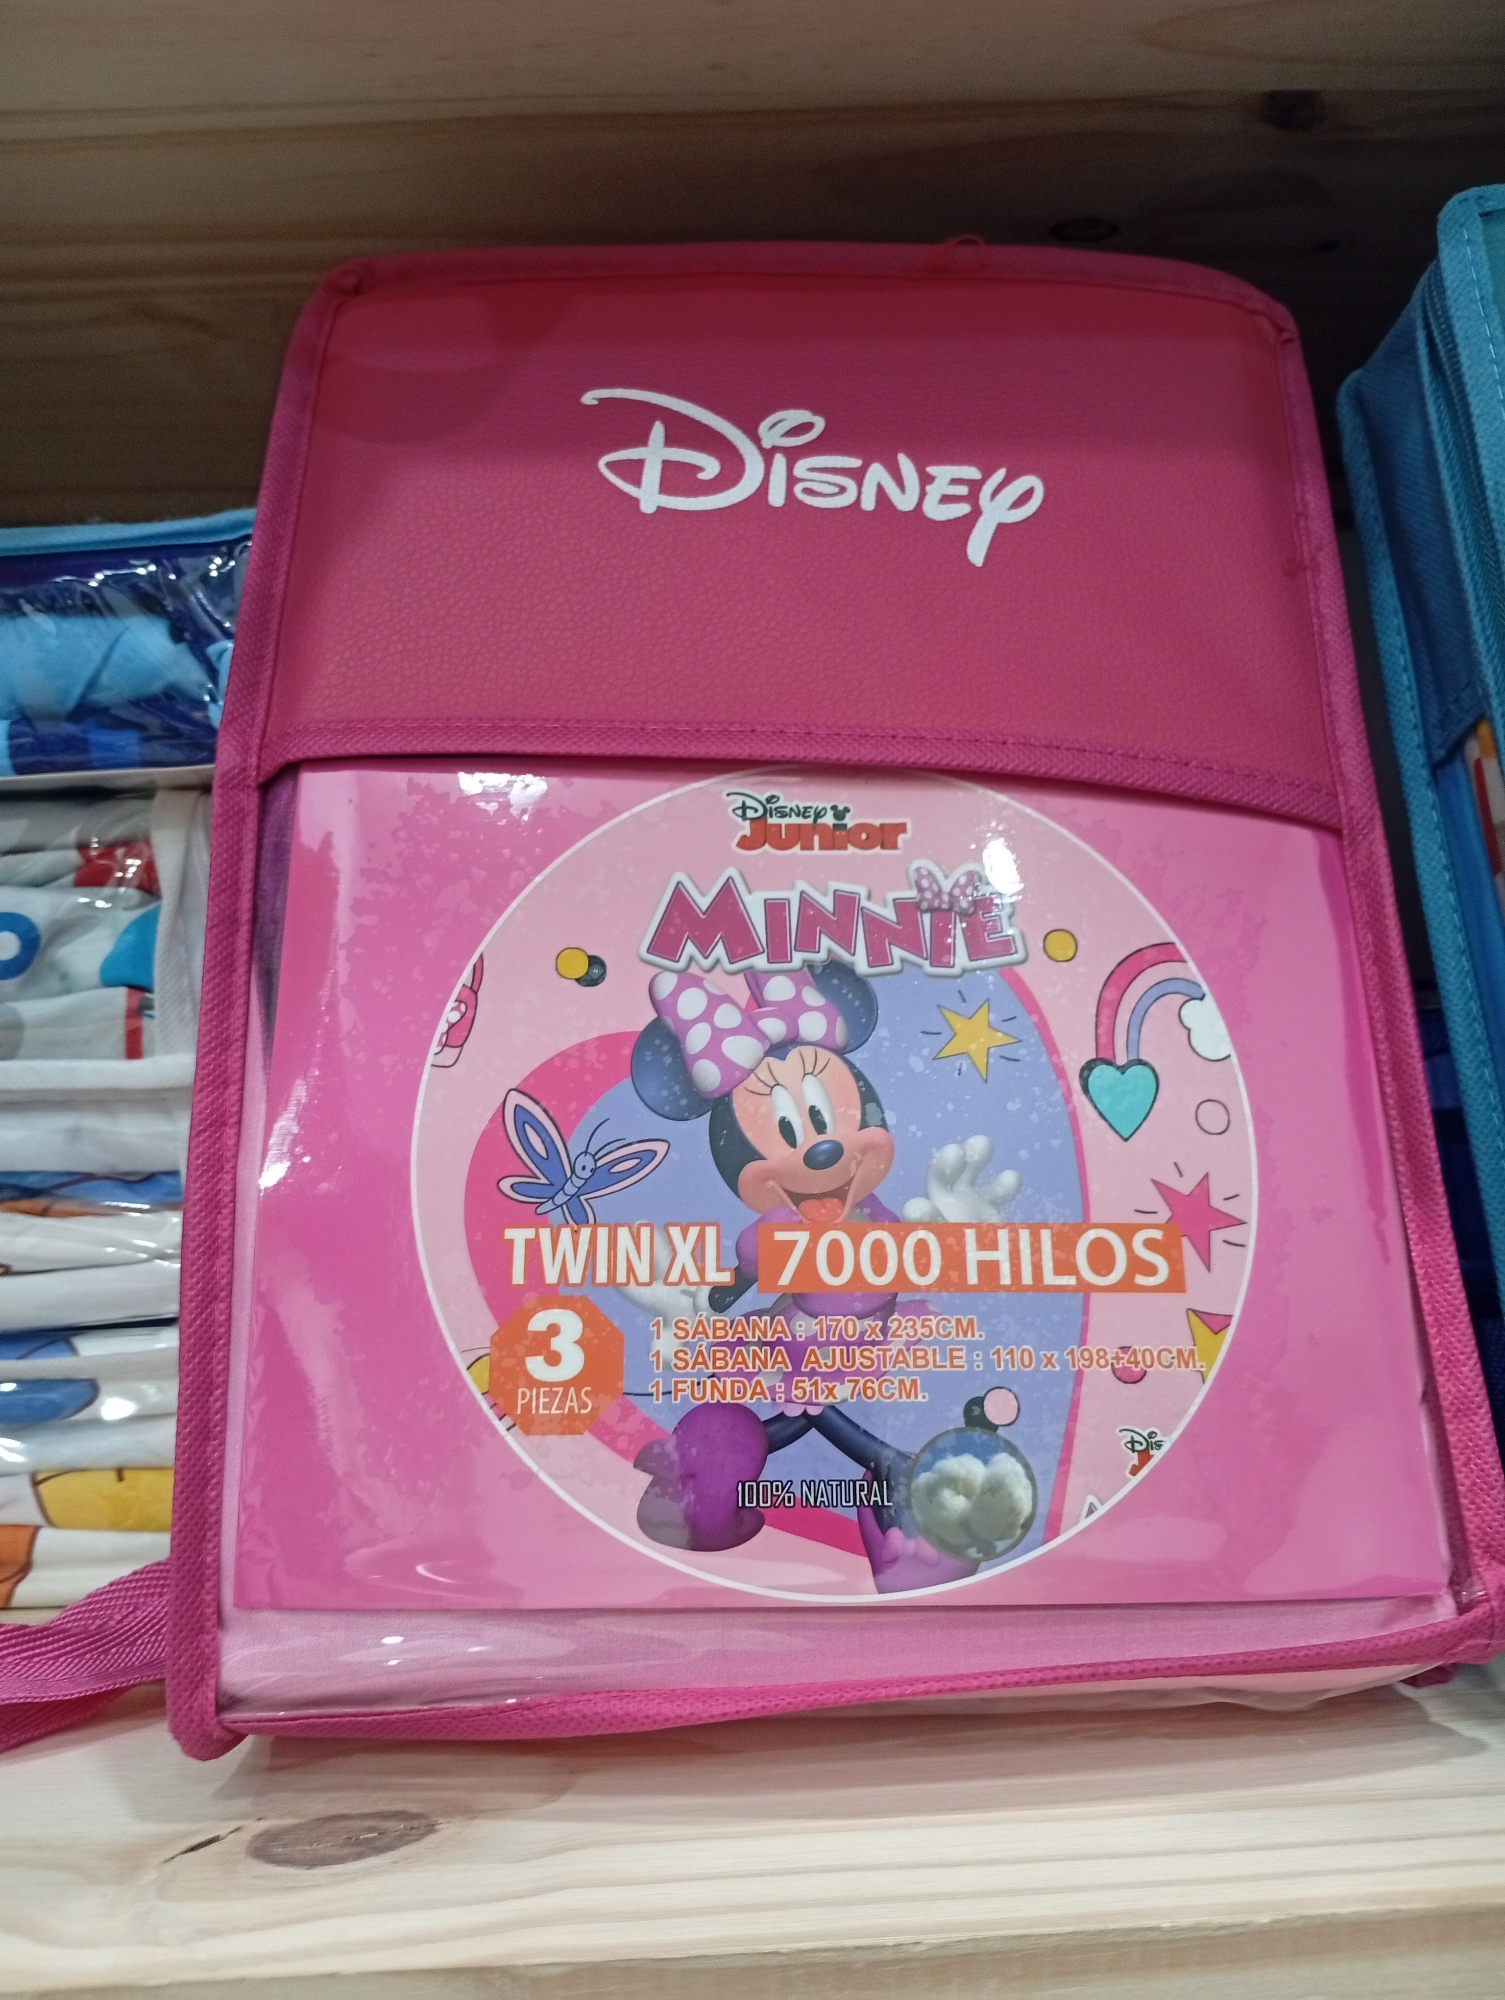 Disney
Disney
Junior
MINNIE
TWIN XL 7000 HILOS
3
PIEZAS
1 SÁBANA : 170 x 235CM.
1 SÁBANA AJUSTABLE : 110 x 198+40CM.
1 FUNDA : 51x 76CM.
100% NATURAL
Dis